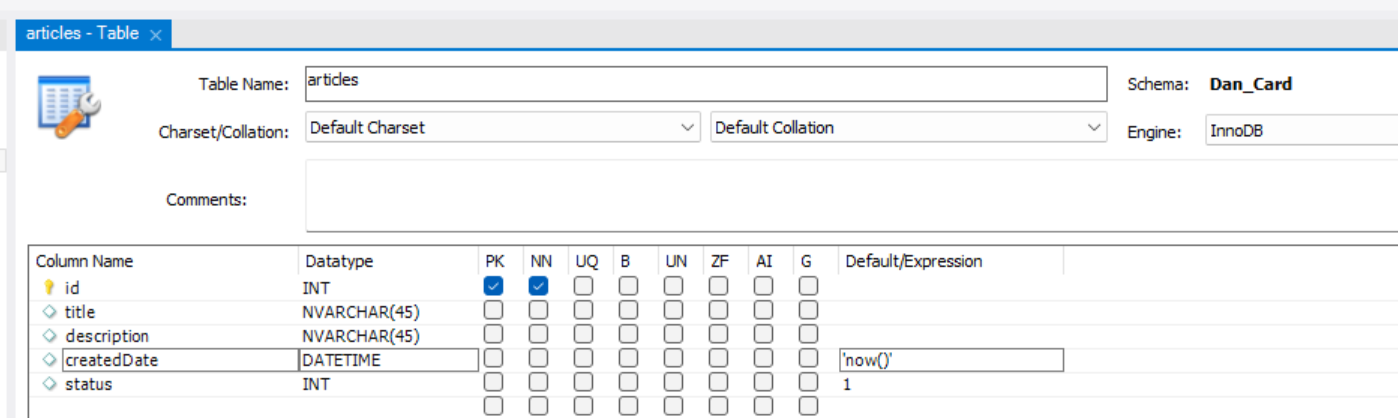 articles - Table ×
Table Name: articles Schema: Dan_Card
Charset/Collation: Default Charset Default Collation Engine: InnoDB
Comments:
Column Name Datatype PK NN UQ B UN ZF AI G Default/Expression
id INT
title NVARCHAR(45)
description NVARCHAR(45)
createdDate DATETIME 'now()'
status INT 1